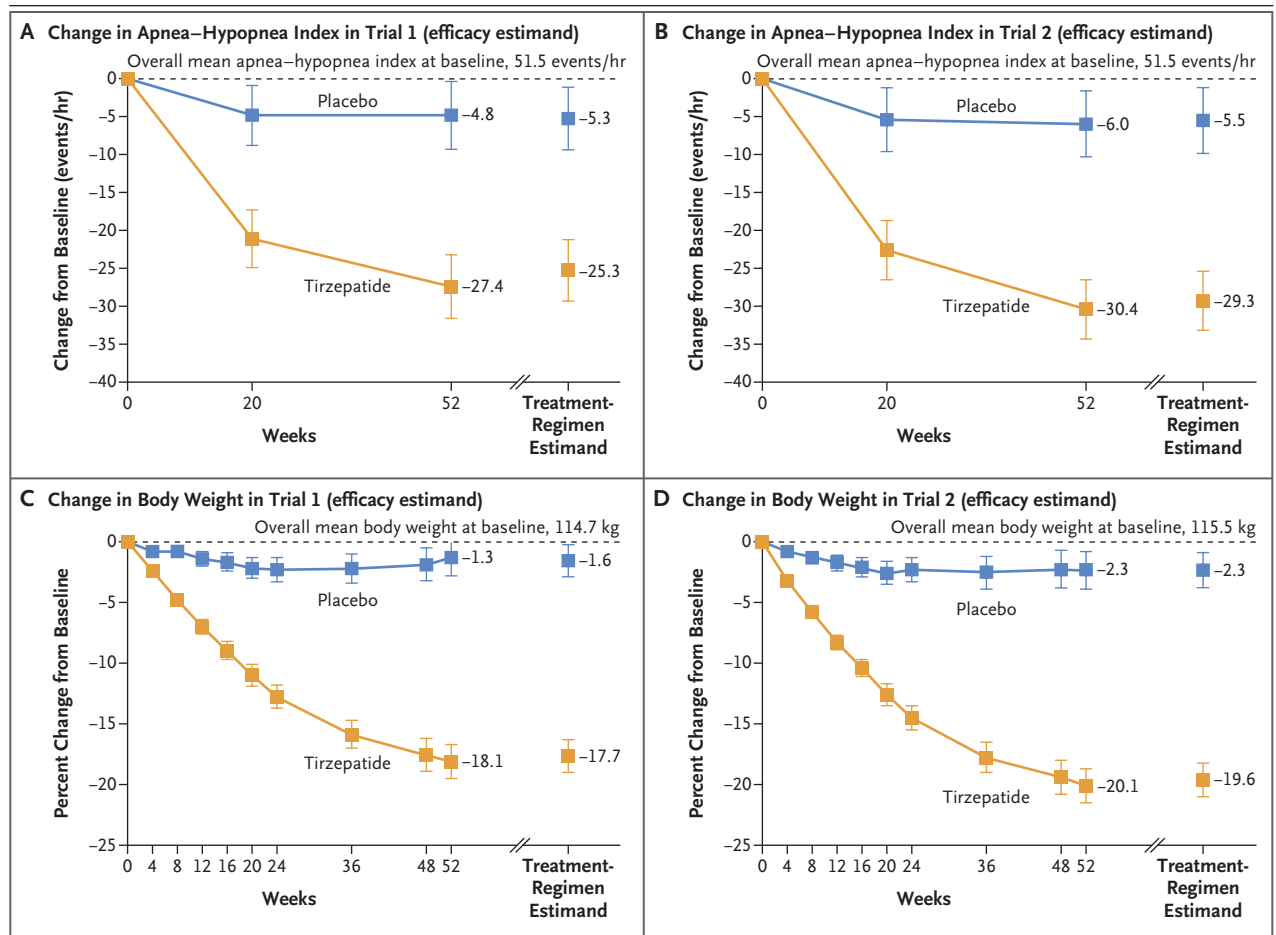 A Change in Apnea–Hypopnea Index in Trial 1 (efficacy estimand)
Overall mean apnea–hypopnea index at baseline, 51.5 events/hr
Change from Baseline (events/hr)
0
−5
−10
−15
−20
−25
−30
−35
−40
Placebo
−4.8
−5.3
Tirzepatide
−27.4
−25.3
0
20
52
Treatment-
Regimen
Estimand
Weeks
B Change in Apnea–Hypopnea Index in Trial 2 (efficacy estimand)
Overall mean apnea–hypopnea index at baseline, 51.5 events/hr
Change from Baseline (events/hr)
0
−5
−10
−15
−20
−25
−30
−35
−40
Placebo
−6.0
−5.5
Tirzepatide
−30.4
−29.3
0
20
52
Treatment-
Regimen
Estimand
Weeks
C Change in Body Weight in Trial 1 (efficacy estimand)
Overall mean body weight at baseline, 114.7 kg
Percent Change from Baseline
0
−5
−10
−15
−20
−25
−1.3
−1.6
Placebo
Tirzepatide
−18.1
−17.7
0
4
8
12
16
20
24
36
48
52
Treatment-
Regimen
Estimand
Weeks
D Change in Body Weight in Trial 2 (efficacy estimand)
Overall mean body weight at baseline, 115.5 kg
Percent Change from Baseline
0
−5
−10
−15
−20
−25
−2.3
−2.3
Placebo
Tirzepatide
−20.1
−19.6
0
4
8
12
16
20
24
36
48
52
Treatment-
Regimen
Estimand
Weeks